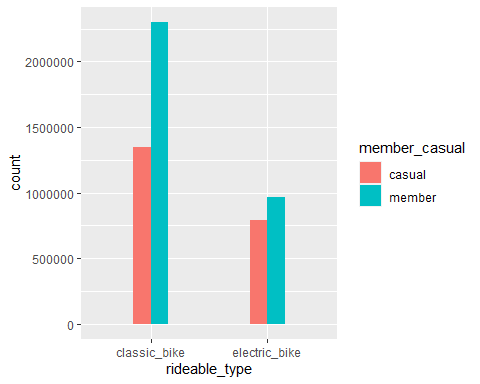 count
2000000
1500000
1000000
500000
0
classic_bike
electric_bike
rideable_type
member_casual
casual
member